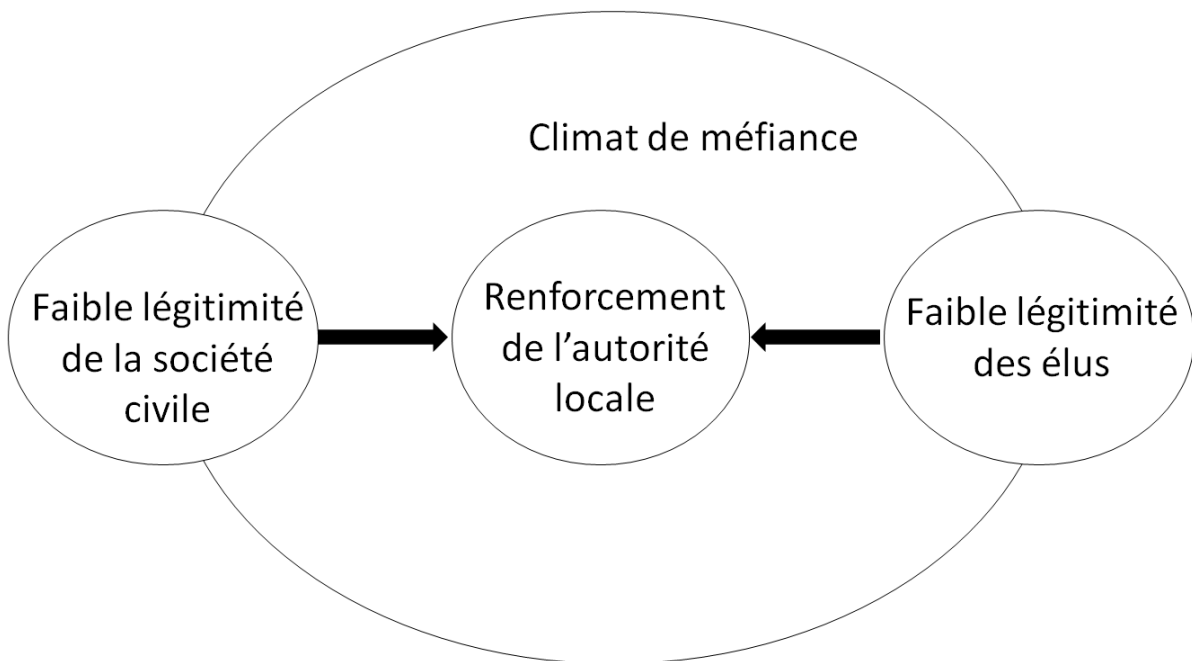 Climat de méfiance
Faible légitimité
de la société
civile
Renforcement
de l’autorité
locale
Faible légitimité
des élus